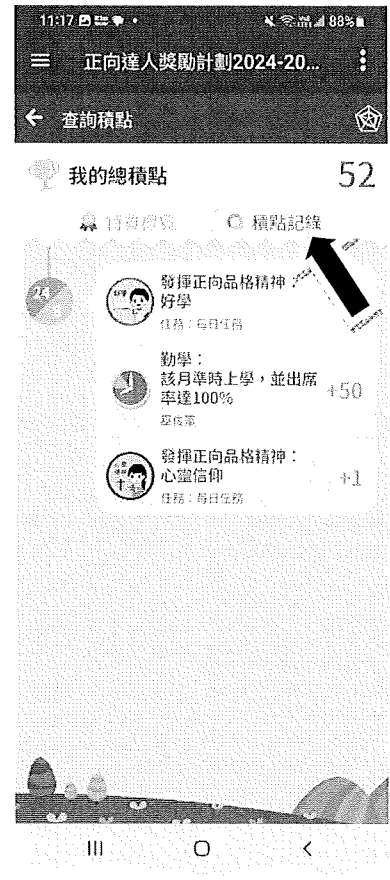 11:17
88%
正向達人獎勵計劃2024-20...
查詢積點
我的總積點
52
積點記錄
發揮正向品格精神：
好學
任務：每日任務
勤學：
該月準時上學，並出席
率達100%
+50
發揮正向品格精神：
心靈信仰
+1
任務：每日任務